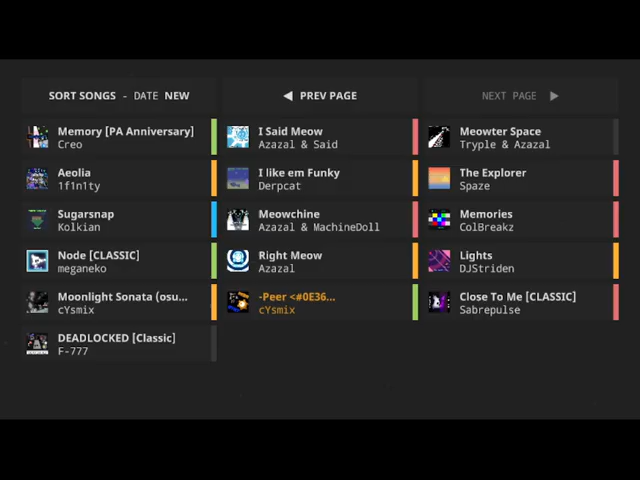 SORT SONGS - DATE NEW
PREV PAGE
NEXT PAGE
Memory [PA Anniversary]
Creo
I Said Meow
Azazal & Said
Meowter Space
Tryple & Azazal
Aeolia
1f1n1ty
I like em Funky
Derpcat
The Explorer
Spaze
Sugarsnap
Kolkian
Meowchine
Azazal & MachineDoll
Memories
ColBreakz
Node [CLASSIC]
meganeko
Right Meow
Azazal
Lights
DJStriden
Moonlight Sonata (osu...
cYsmix
-Peer <#0E36...
cYsmix
Close To Me [CLASSIC]
Sabrepulse
DEADLOCKED [Classic]
F-777